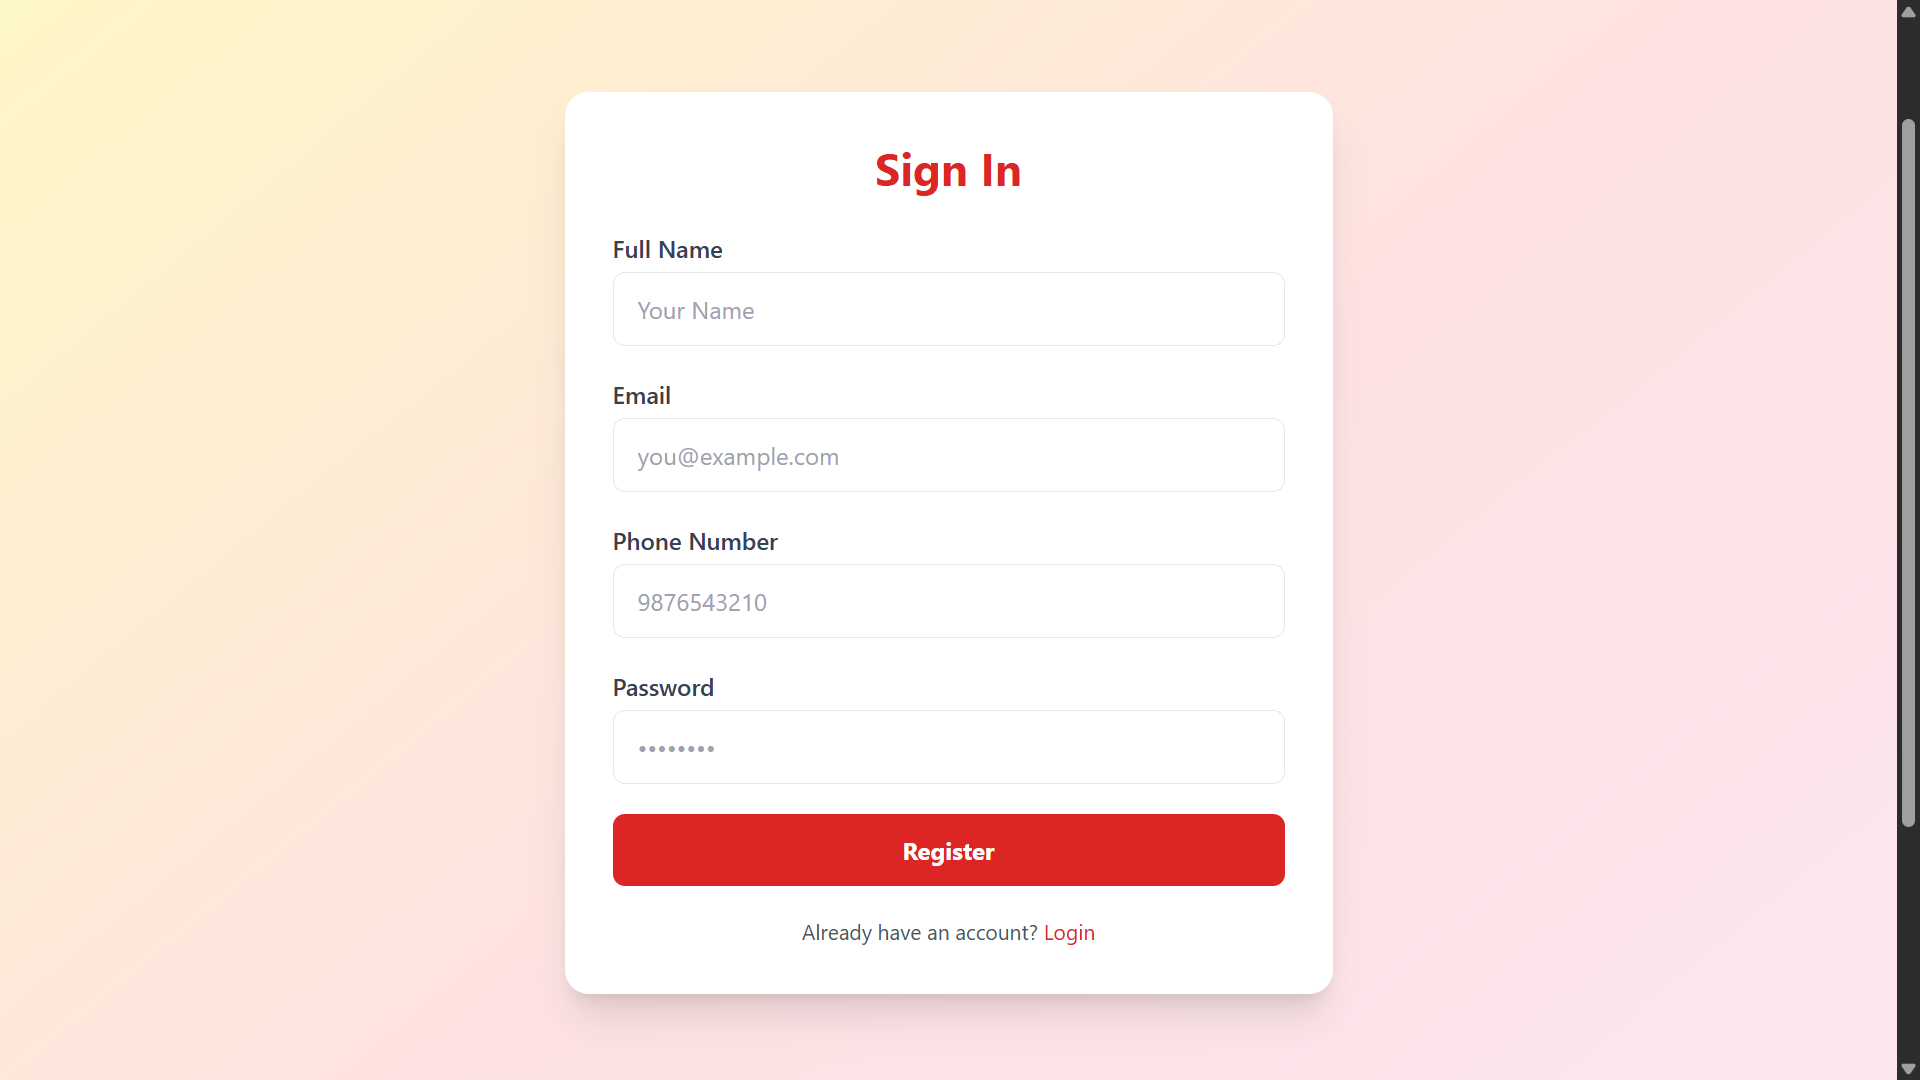 Sign In
Full Name
Your Name
Email
you@example.com
Phone Number
9876543210
Password
••••••••
Register
Already have an account? Login